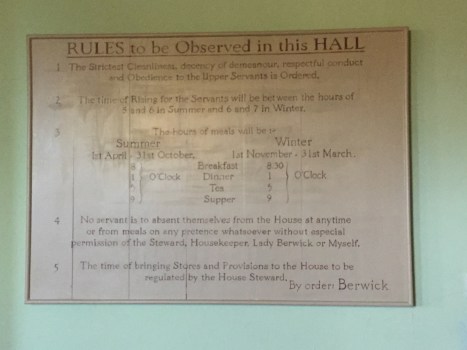 RULES to be Observed in this HALL
1 The Strictest Cleanliness, decency of demeanour, respectful conduct
and Obedience to the Upper Servants is Ordered.
2 The time of Rising for the Servants will be between the hours of
5 and 6 in Summer and 6 and 7 in Winter.
3 The hours of meals will be
Summer Winter
1st April - 31st October. 1st November - 31st March.
8 Breakfast 8.30
1 O'Clock Dinner 1 O'Clock
5 Tea 5
9 Supper 9
4 No servant is to absent themselves from the House at anytime
or from meals on any pretence whatsoever without especial
permission of the Steward, Housekeeper, Lady Berwick or Myself.
5 The time of bringing Stores and Provisions to the House to be
regulated by the House Steward.
By order: Berwick